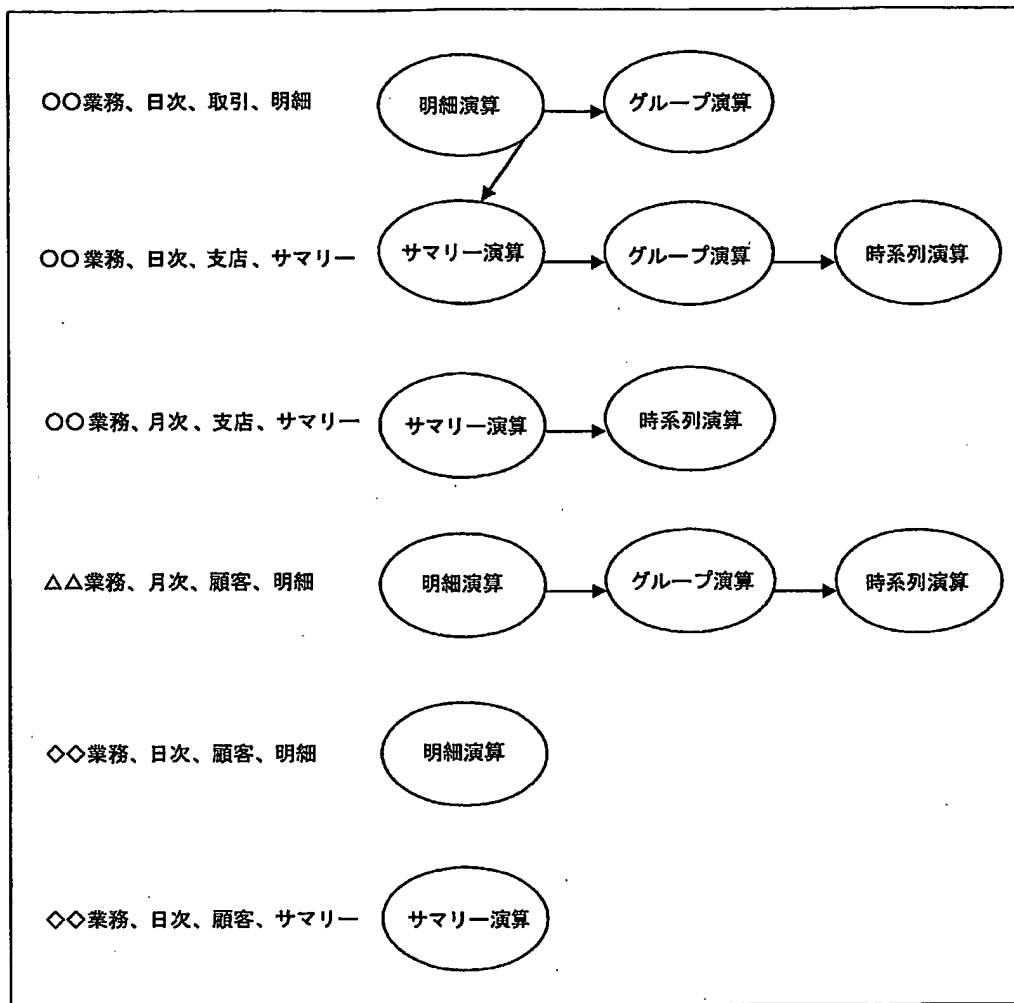 ○○業務、日次、取引、明細 明細演算 グループ演算
○○業務、日次、支店、サマリー サマリー演算 グループ演算 時系列演算
○○業務、月次、支店、サマリー サマリー演算 時系列演算
△△業務、月次、顧客、明細 明細演算 グループ演算 時系列演算
◇◇業務、日次、顧客、明細 明細演算
◇◇業務、日次、顧客、サマリー サマリー演算